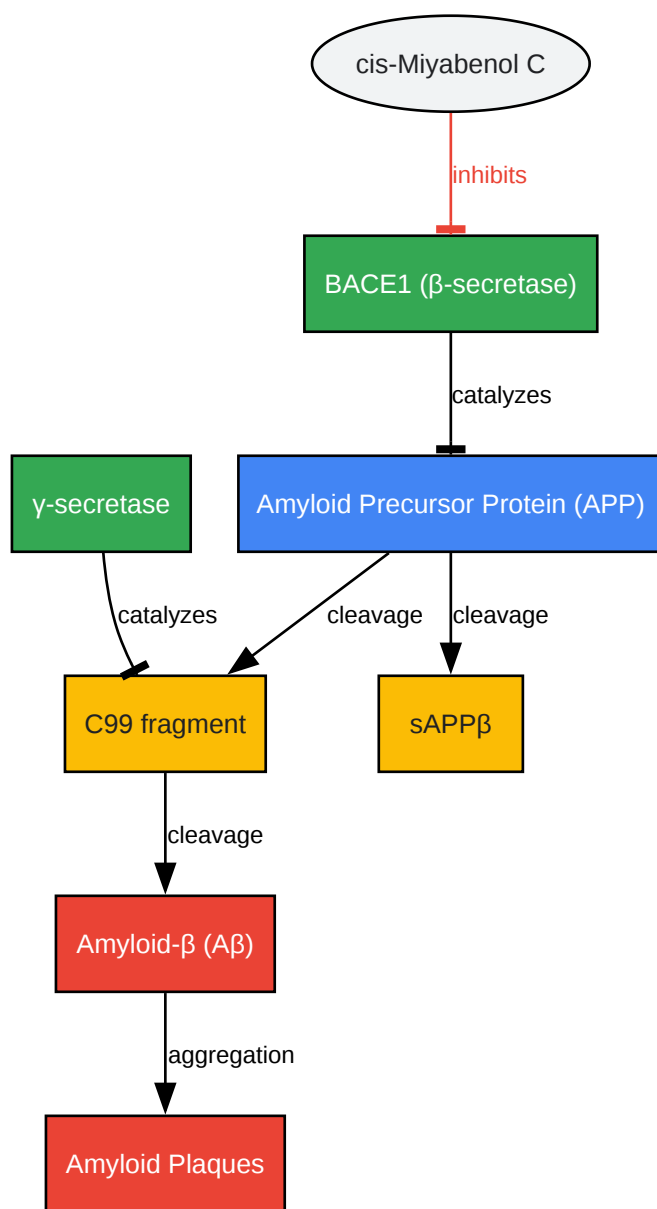 cis-Miyabenol C
inhibits
BACE1 (β-secretase)
catalyzes
γ-secretase
Amyloid Precursor Protein (APP)
catalyzes
cleavage
cleavage
C99 fragment
sAPPβ
cleavage
Amyloid-β (Aβ)
aggregation
Amyloid Plaques